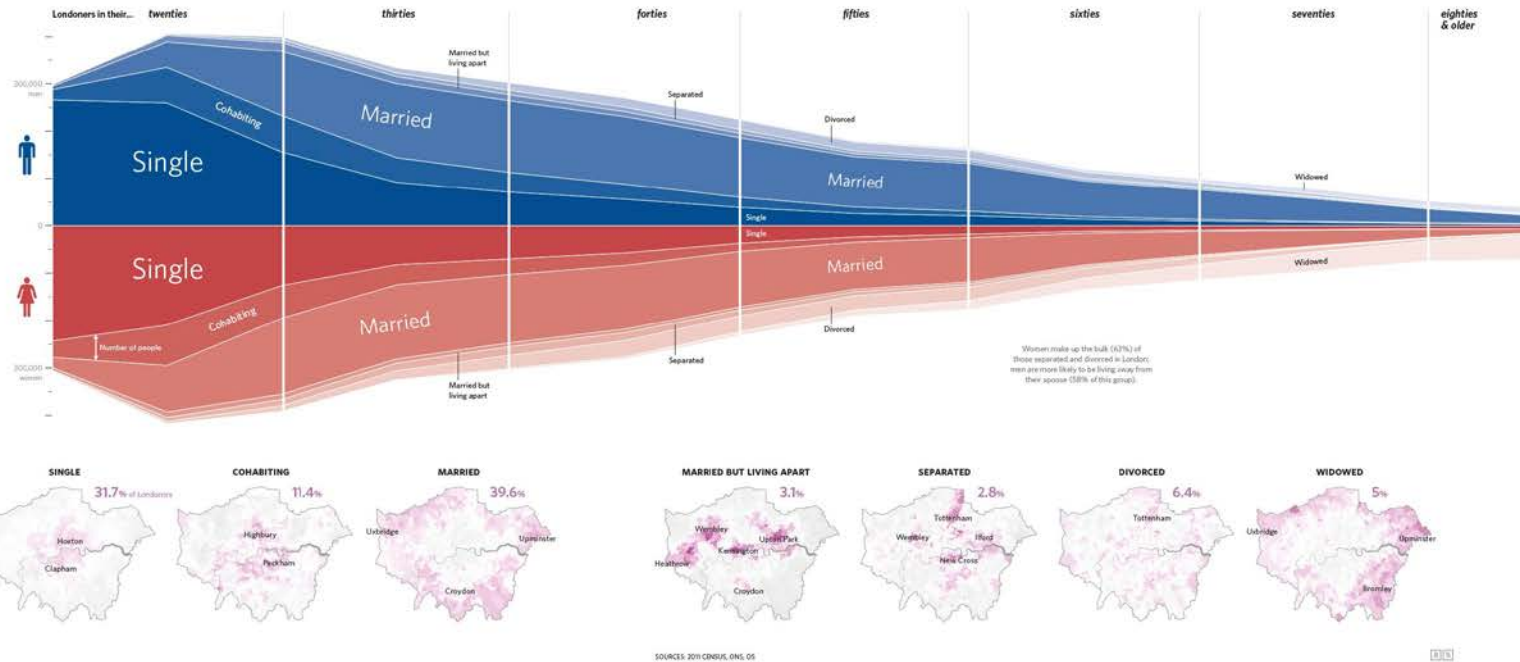 Londoners in their... twenties
thirties
forties
fifties
sixties
seventies
eighties
& older
Married but
living apart
Separated
Divorced
Widowed
200,000
men
Cohabiting
Married
Married
Single
Single
0
Single
Single
Married
Married
Cohabiting
Widowed
Number of people
Divorced
Separated
200,000
women
Married but
living apart
Women make up the bulk (62%) of
those separated and divorced in London;
men are more likely to be living away from
their spouse (58% of this group).
SINGLE
31.7% of Londoners
Hoxton
Clapham
COHABITING
11.4%
Highbury
Peckham
MARRIED
39.6%
Uxbridge
Upminster
Croydon
MARRIED BUT LIVING APART
3.1%
Wembley
Upton Park
Kensington
Heathrow
Croydon
SEPARATED
2.8%
Tottenham
Wembley
Ilford
New Cross
DIVORCED
6.4%
Tottenham
WIDOWED
5%
Uxbridge
Upminster
Bromley
SOURCES: 2011 CENSUS, ONS, OS